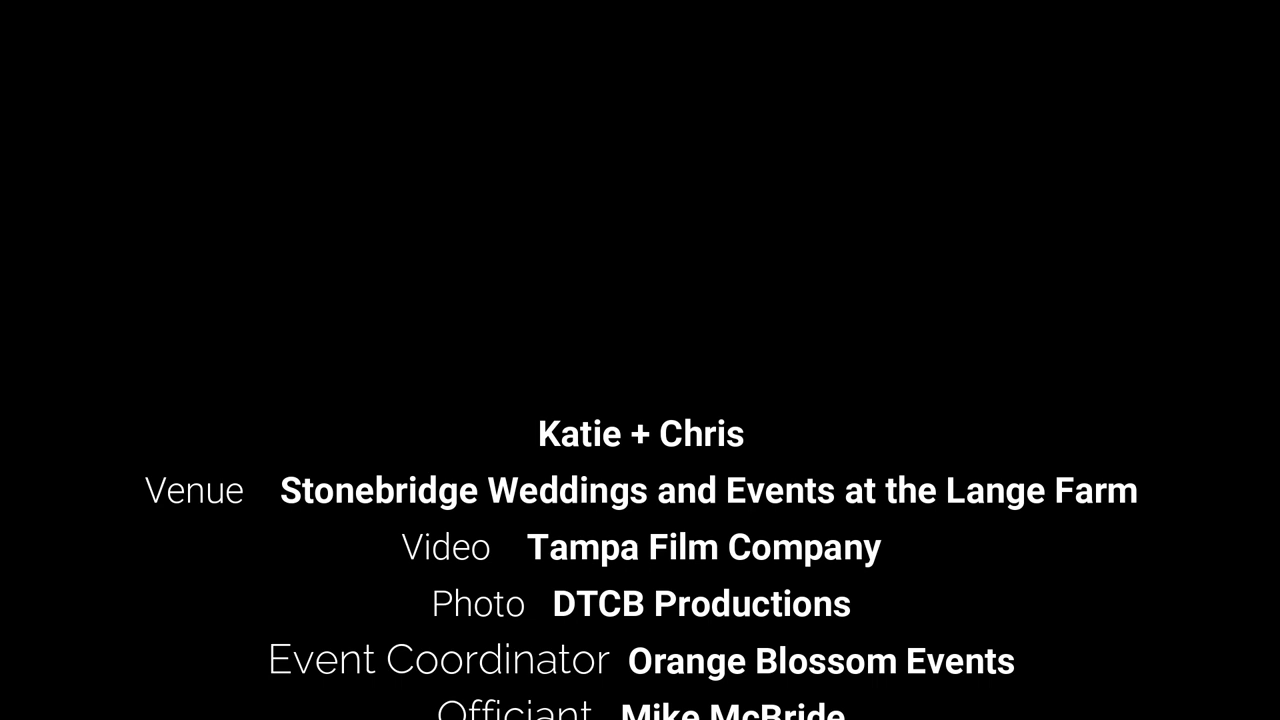 Katie + Chris
Venue Stonebridge Weddings and Events at the Lange Farm
Video Tampa Film Company
Photo DTCB Productions
Event Coordinator Orange Blossom Events
Officiant Mike McBride